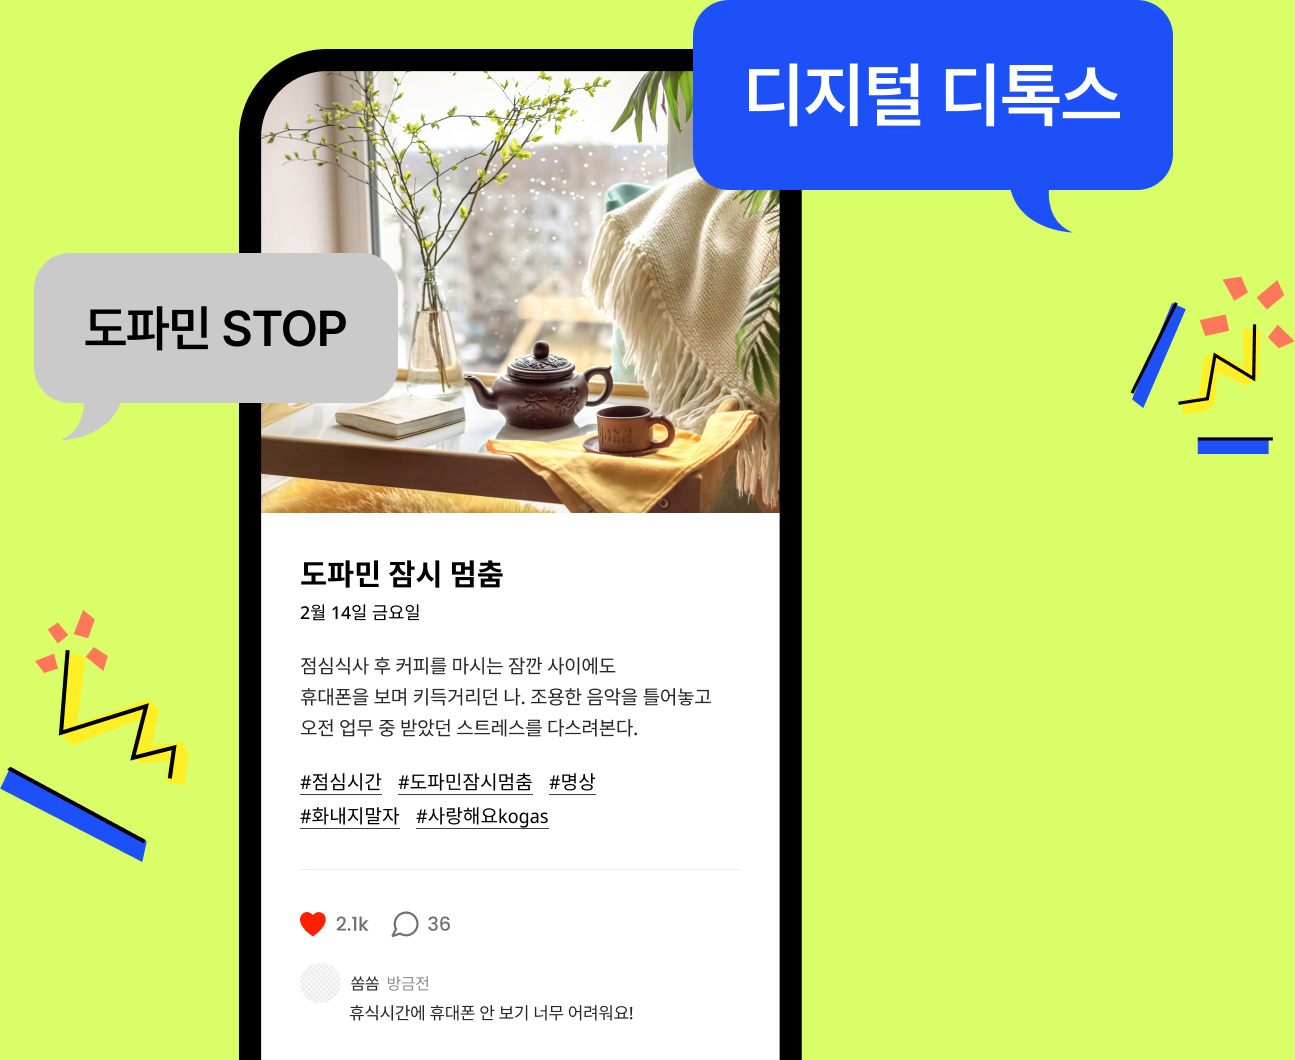 디지털 디톡스
도파민 STOP
도파민 잠시 멈춤
2월 14일 금요일
점심식사 후 커피를 마시는 잠깐 사이에도
휴대폰을 보며 키득거리던 나. 조용한 음악을 틀어놓고
오전 업무 중 받았던 스트레스를 다스려본다.
#점심시간 #도파민잠시멈춤 #명상
#화내지말자 #사랑해요kogas
2.1k 36
쏨쏨 방금전
휴식시간에 휴대폰 안 보기 너무 어려워요!